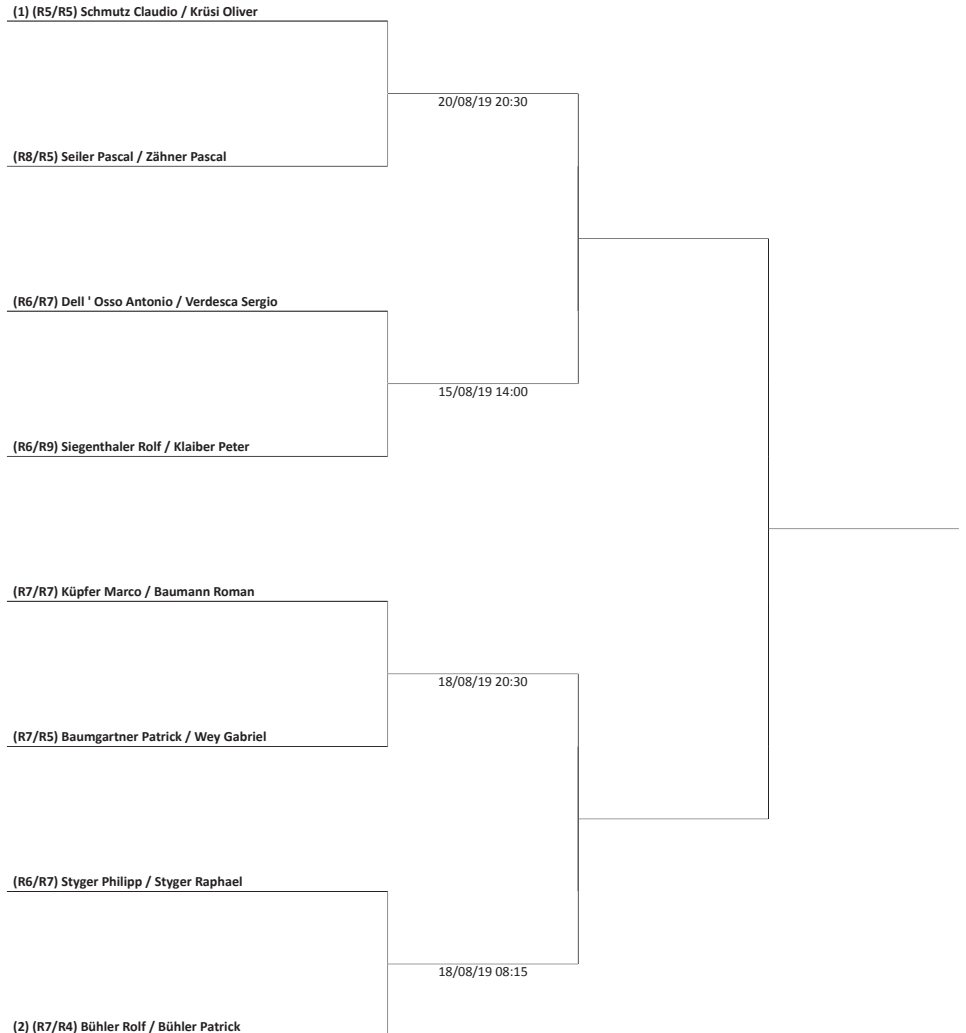 (1) (R5/R5) Schmutz Claudio / Krüsi Oliver
20/08/19 20:30
(R8/R5) Seiler Pascal / Zähner Pascal
(R6/R7) Dell ' Osso Antonio / Verdesca Sergio
15/08/19 14:00
(R6/R9) Siegenthaler Rolf / Klaiber Peter
(R7/R7) Küpfer Marco / Baumann Roman
18/08/19 20:30
(R7/R5) Baumgartner Patrick / Wey Gabriel
(R6/R7) Styger Philipp / Styger Raphael
18/08/19 08:15
(2) (R7/R4) Bühler Rolf / Bühler Patrick